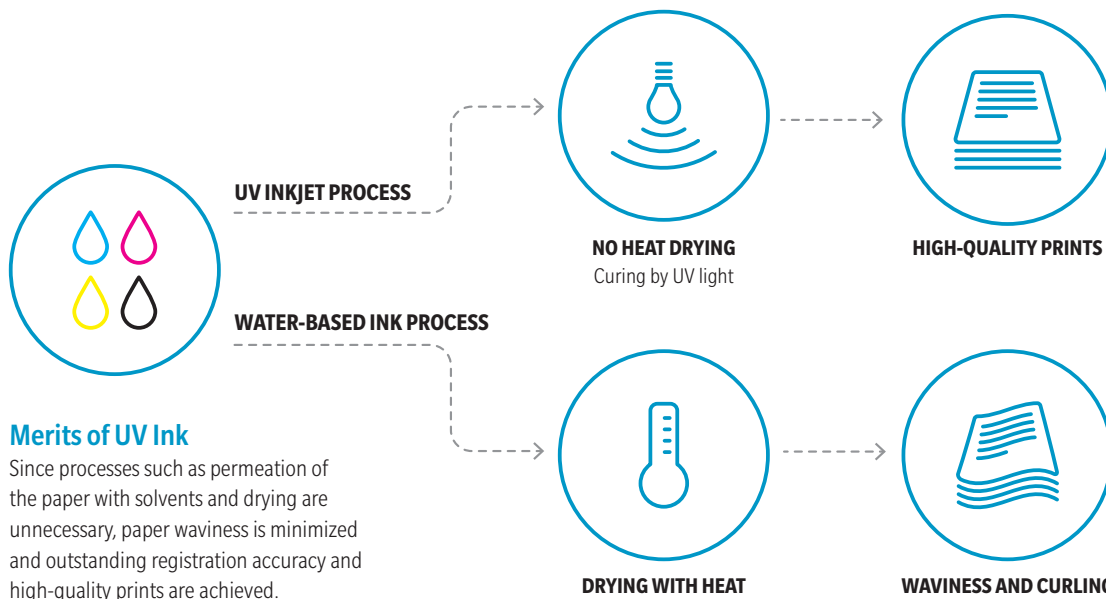 UV INKJET PROCESS
NO HEAT DRYING
Curing by UV light
HIGH-QUALITY PRINTS
WATER-BASED INK PROCESS
Merits of UV Ink
Since processes such as permeation of
the paper with solvents and drying are
unnecessary, paper waviness is minimized
and outstanding registration accuracy and
high-quality prints are achieved.
DRYING WITH HEAT
WAVINESS AND CURLING